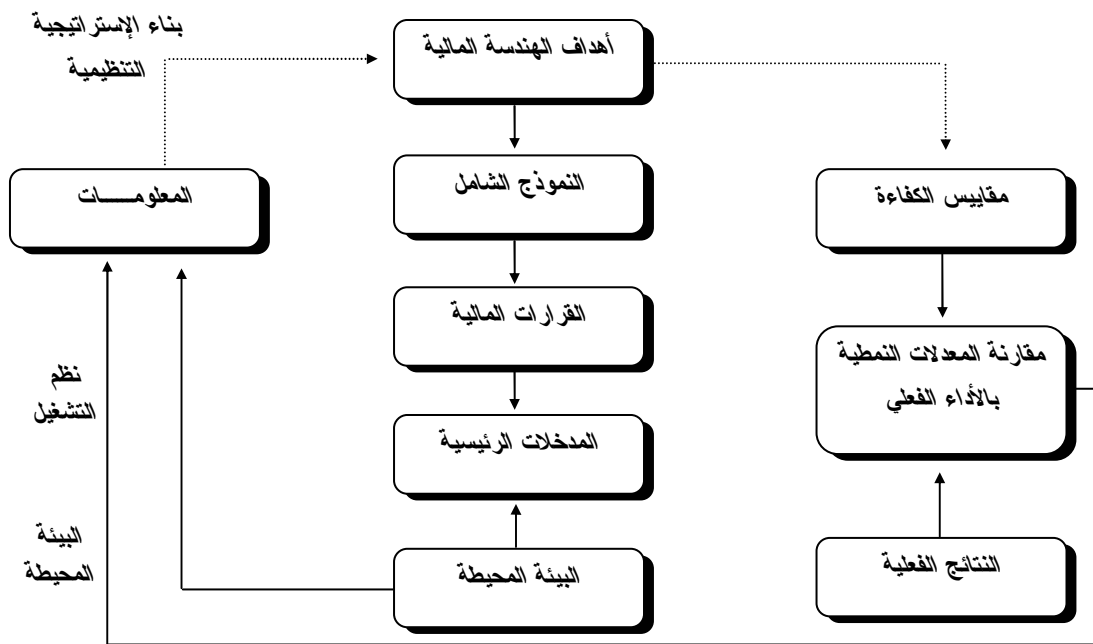 بناء الإستراتيجية
التنظيمية
أهداف الهندسة المالية
النموذج الشامل
المعلومـــــات
مقاييس الكفاءة
القرارات المالية
مقارنة المعدلات النمطية
بالأداء الفعلي
نظم
التشغيل
المدخلات الرئيسية
البيئة
المحيطة
البيئة المحيطة
النتائج الفعلية